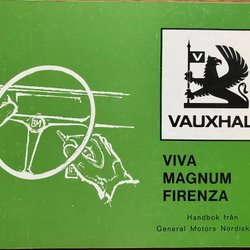 V
VAUXHAL
VIVA
MAGNUM
FIRENZA
Handbok från
General Motors Nordisk